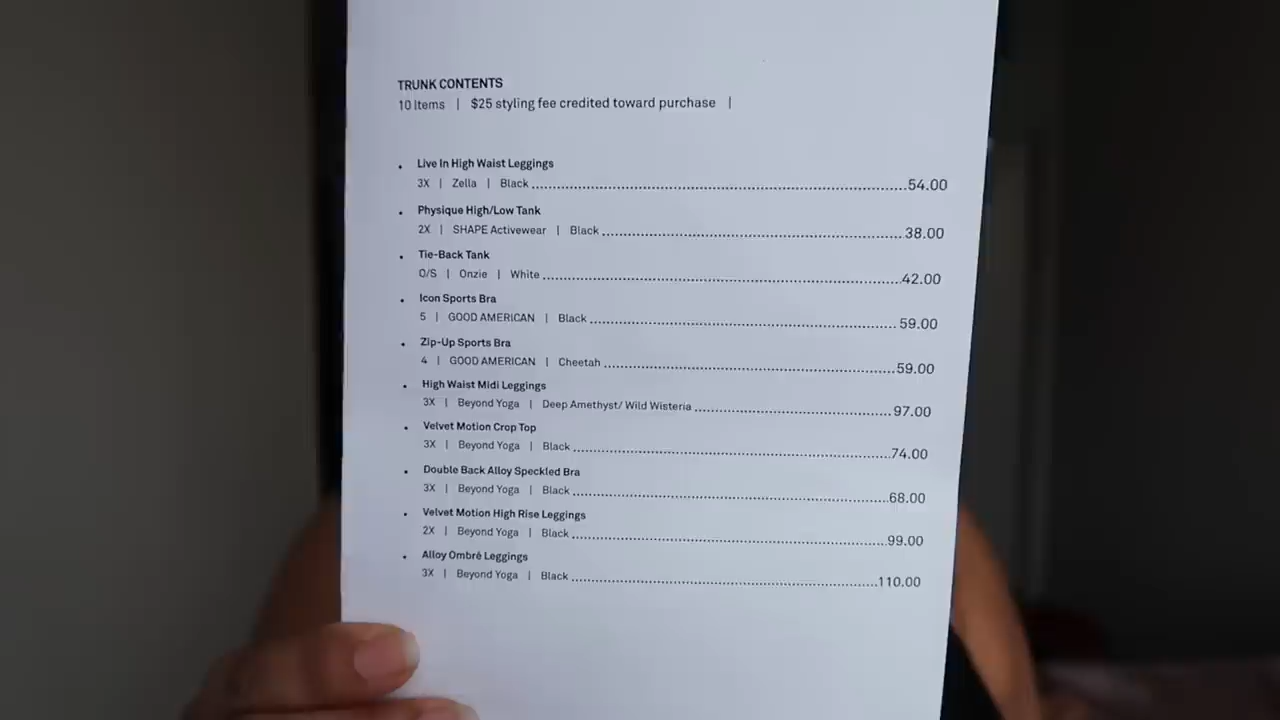 TRUNK CONTENTS
10 Items | $25 styling fee credited toward purchase |
• Live In High Waist Leggings
3X | Zella | Black 54.00
• Physique High/Low Tank
2X | SHAPE Activewear | Black 38.00
• Tie-Back Tank
O/S | Onzie | White 42.00
• Icon Sports Bra
5 | GOOD AMERICAN | Black 59.00
• Zip-Up Sports Bra
4 | GOOD AMERICAN | Cheetah 59.00
• High Waist Midi Leggings
3X | Beyond Yoga | Deep Amethyst/ Wild Wisteria 97.00
• Velvet Motion Crop Top
3X | Beyond Yoga | Black 74.00
• Double Back Alloy Speckled Bra
3X | Beyond Yoga | Black 68.00
• Velvet Motion High Rise Leggings
2X | Beyond Yoga | Black 99.00
• Alloy Ombré Leggings
3X | Beyond Yoga | Black 110.00